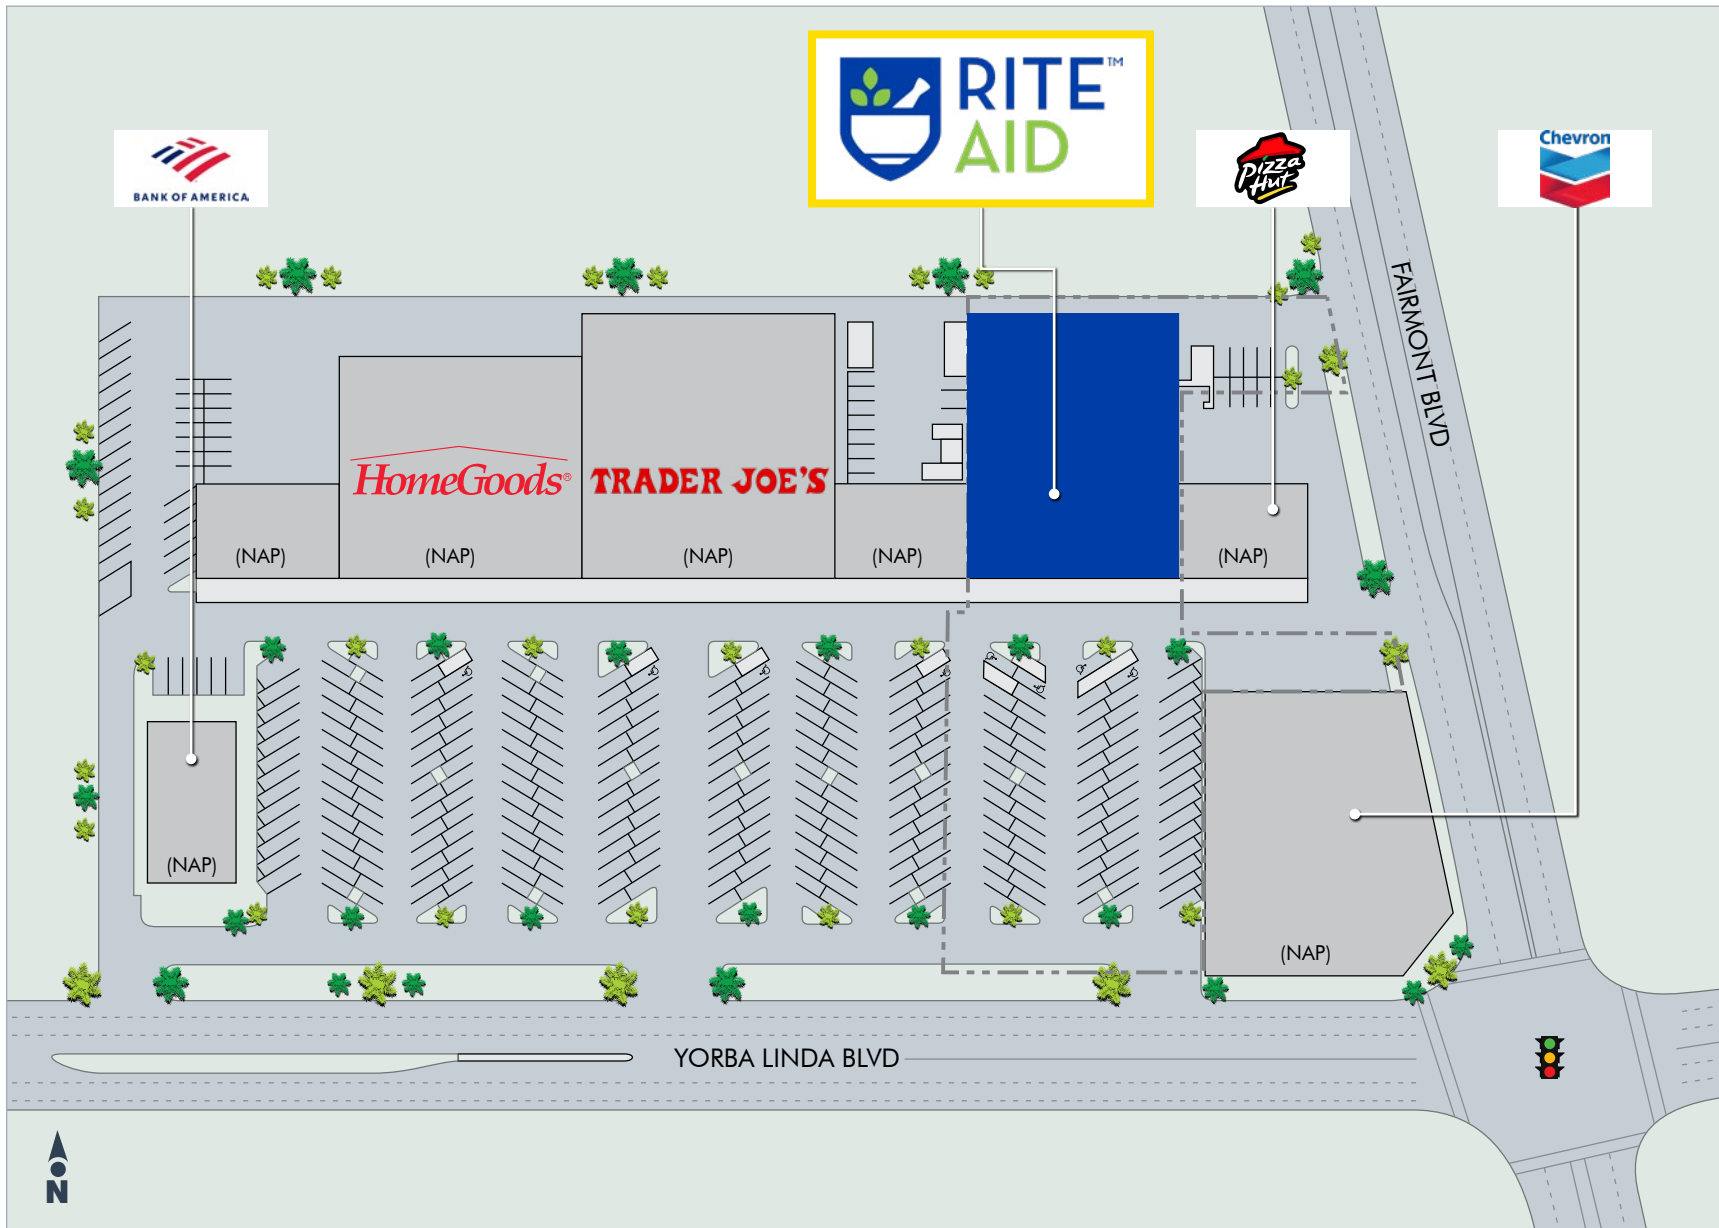 RITE™
AID
BANK OF AMERICA
Pizza
Hut
Chevron
FAIRMONT BLVD
HomeGoods®
TRADER JOE'S
(NAP)
(NAP)
(NAP)
(NAP)
(NAP)
(NAP)
(NAP)
YORBA LINDA BLVD
N